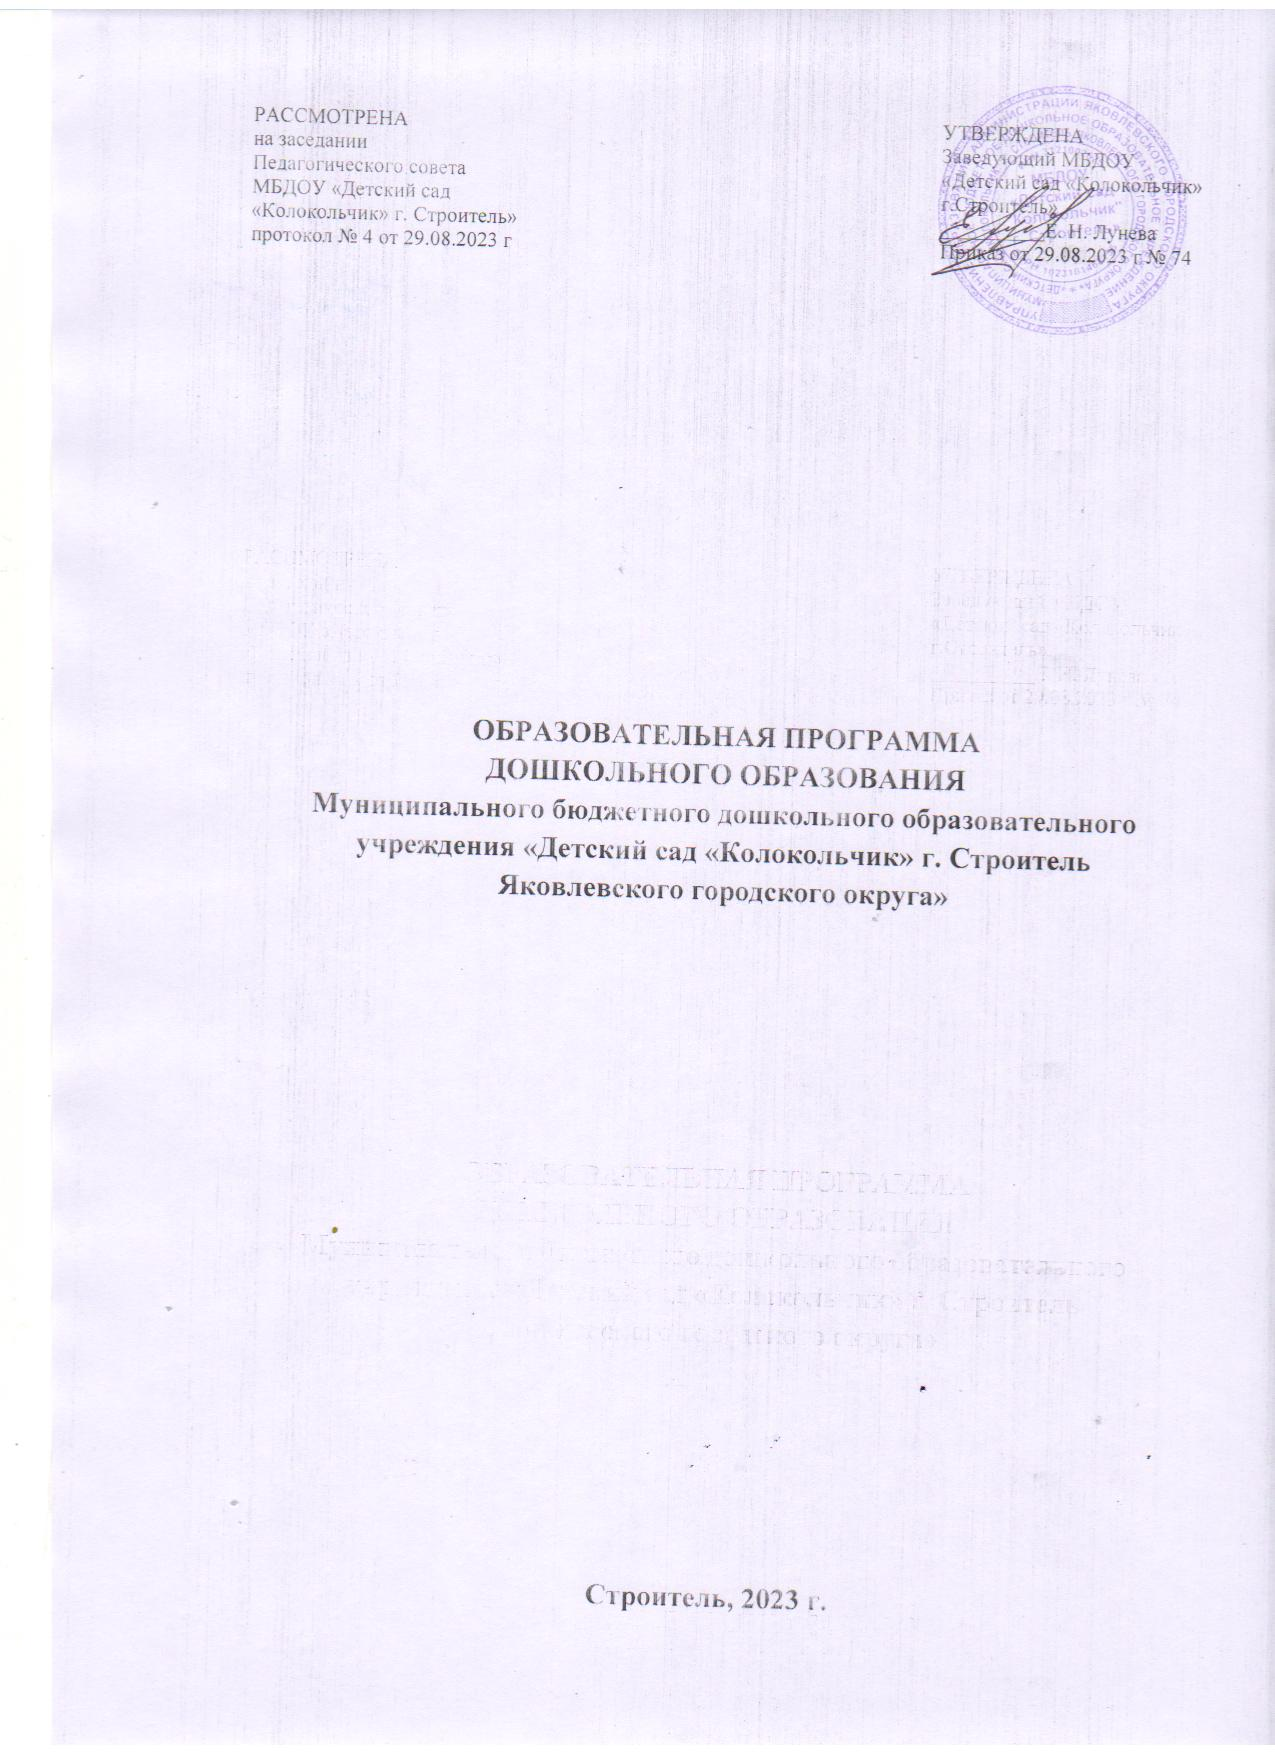 РАССМОТРЕНА
на заседании
Педагогического совета
МБДОУ «Детский сад
«Колокольчик» г. Строитель»
протокол № 4 от 29.08.2023 г
УТВЕРЖДЕНА
Заведующий МБДОУ
«Детский сад «Колокольчик»
г.Строитель»
Е. Н. Лунева
Приказ от 29.08.2023 г № 74
ОБРАЗОВАТЕЛЬНАЯ ПРОГРАММА
ДОШКОЛЬНОГО ОБРАЗОВАНИЯ
Муниципального бюджетного дошкольного образовательного
учреждения «Детский сад «Колокольчик» г. Строитель
Яковлевского городского округа»
Строитель, 2023 г.